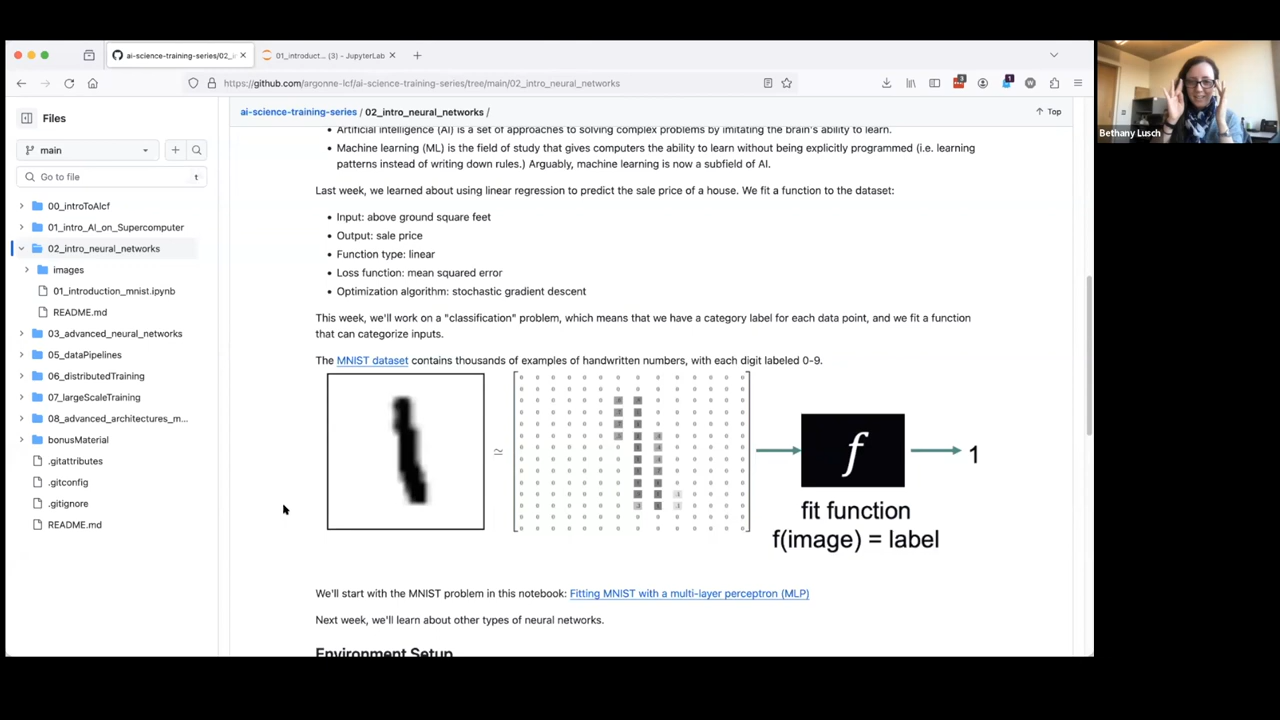 ai-science-training-series/02_i
01_introduct... (3) - JupyterLab
https://github.com/argonne-lcf/ai-science-training-series/tree/main/02_intro_neural_networks
Bethany Lusch
Files
ai-science-training-series / 02_intro_neural_networks /
Top
main
Go to file
t
00_introToAlcf
01_intro_AI_on_Supercomputer
02_intro_neural_networks
images
01_introduction_mnist.ipynb
README.md
03_advanced_neural_networks
05_dataPipelines
06_distributedTraining
07_largeScaleTraining
08_advanced_architectures_m...
bonusMaterial
.gitattributes
.gitconfig
.gitignore
README.md
Artificial intelligence (AI) is a set of approaches to solving complex problems by imitating the brain's ability to learn.
Machine learning (ML) is the field of study that gives computers the ability to learn without being explicitly programmed (i.e. learning
patterns instead of writing down rules.) Arguably, machine learning is now a subfield of AI.
Last week, we learned about using linear regression to predict the sale price of a house. We fit a function to the dataset:
Input: above ground square feet
Output: sale price
Function type: linear
Loss function: mean squared error
Optimization algorithm: stochastic gradient descent
This week, we'll work on a "classification" problem, which means that we have a category label for each data point, and we fit a function
that can categorize inputs.
The MNIST dataset contains thousands of examples of handwritten numbers, with each digit labeled 0-9.
≃
f
1
fit function
f(image) = label
We'll start with the MNIST problem in this notebook: Fitting MNIST with a multi-layer perceptron (MLP)
Next week, we'll learn about other types of neural networks.
Environment Setup